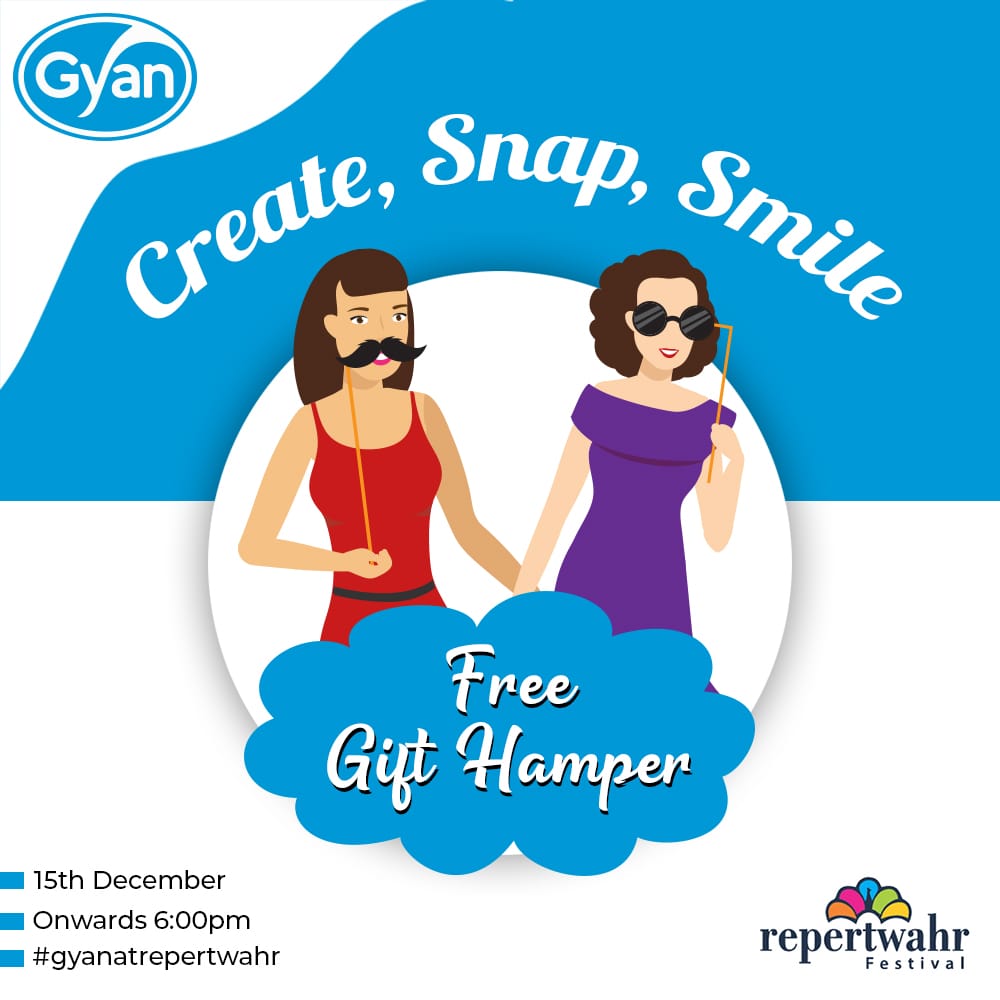 Gyan
Create, Snap, Smile
Free
Gift Hamper
15th December
Onwards 6:00pm
#gyanatrepertwahr
repertwahr
Festival